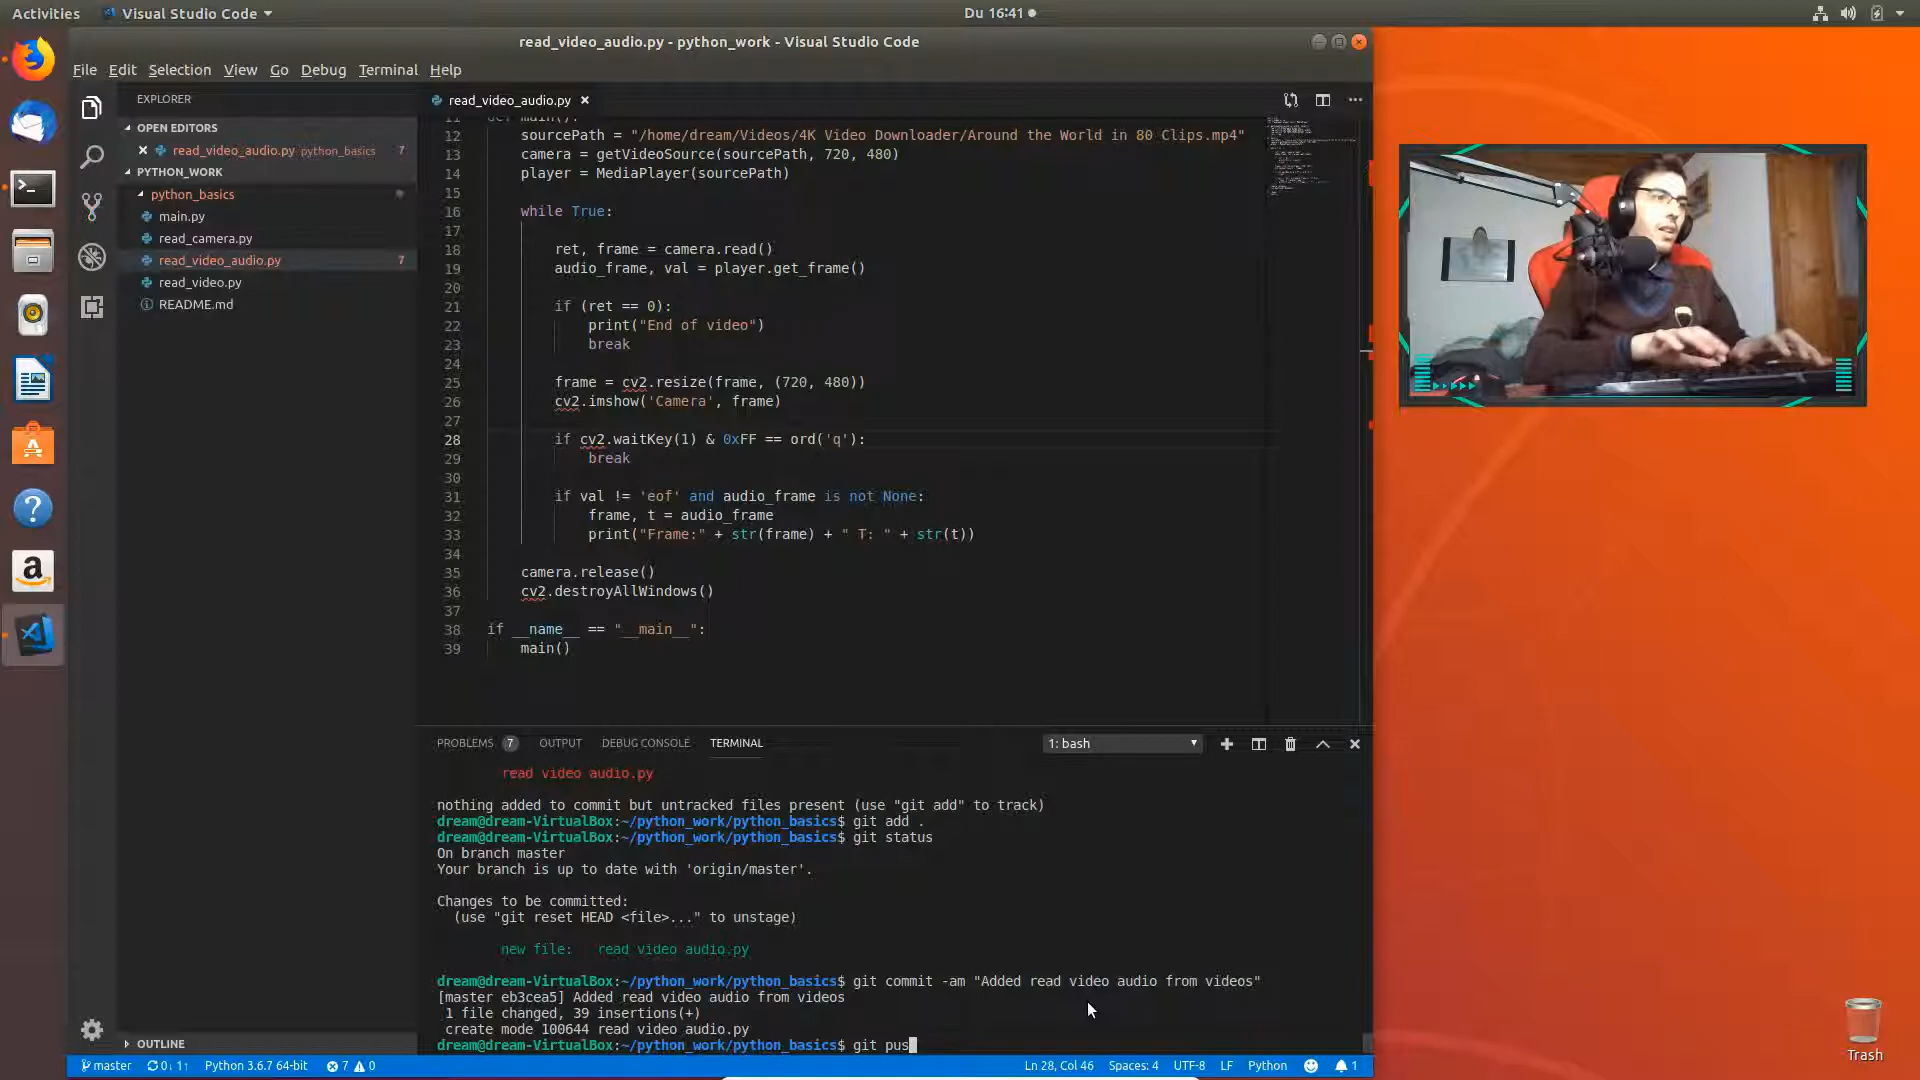 Activities
Visual Studio Code
Du 16:41
read_video_audio.py - python_work - Visual Studio Code
File Edit Selection View Go Debug Terminal Help
EXPLORER
OPEN EDITORS
read_video_audio.py python_basics 7
PYTHON_WORK
python_basics
main.py
read_camera.py
read_video_audio.py 7
read_video.py
README.md
OUTLINE
read_video_audio.py
12 sourcePath = "/home/dream/Videos/4K Video Downloader/Around the World in 80 Clips.mp4"
13 camera = getVideoSource(sourcePath, 720, 480)
14 player = MediaPlayer(sourcePath)
15
16 while True:
17
18 ret, frame = camera.read()
19 audio_frame, val = player.get_frame()
20
21 if (ret == 0):
22 print("End of video")
23 break
24
25 frame = cv2.resize(frame, (720, 480))
26 cv2.imshow('Camera', frame)
27
28 if cv2.waitKey(1) & 0xFF == ord('q'):
29 break
30
31 if val != 'eof' and audio_frame is not None:
32 frame, t = audio_frame
33 print("Frame:" + str(frame) + " T: " + str(t))
34
35 camera.release()
36 cv2.destroyAllWindows()
37
38 if __name__ == "__main__":
39 main()
PROBLEMS 7 OUTPUT DEBUG CONSOLE TERMINAL
1: bash
read video audio.py
nothing added to commit but untracked files present (use "git add" to track)
dream@dream-VirtualBox:~/python_work/python_basics$ git add .
dream@dream-VirtualBox:~/python_work/python_basics$ git status
On branch master
Your branch is up to date with 'origin/master'.
Changes to be committed:
(use "git reset HEAD <file>..." to unstage)
new file: read video audio.py
dream@dream-VirtualBox:~/python_work/python_basics$ git commit -am "Added read video audio from videos"
[master eb3cea5] Added read video audio from videos
1 file changed, 39 insertions(+)
create mode 100644 read video audio.py
dream@dream-VirtualBox:~/python_work/python_basics$ git pus
master 0↓ 1↑ Python 3.6.7 64-bit 7 0
Ln 28, Col 46 Spaces: 4 UTF-8 LF Python 1
Trash